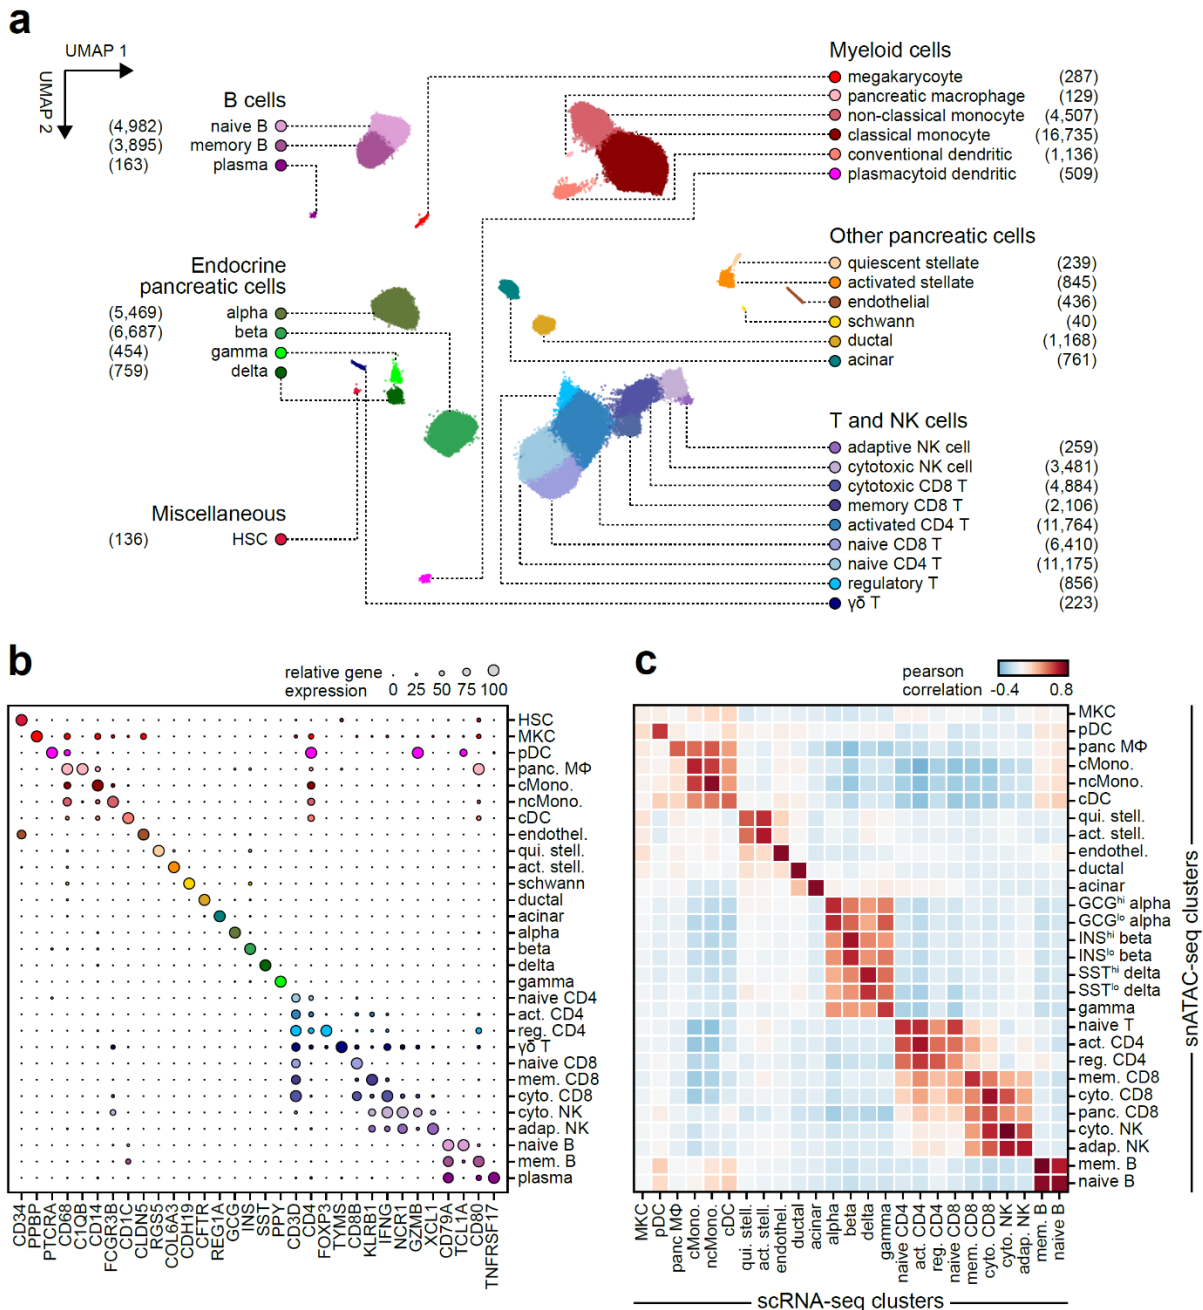 a
UMAP 1
UMAP 2
B cells
(4,982) naive B
(3,895) memory B
(163) plasma
Endocrine
pancreatic cells
(5,469) alpha
(6,687) beta
(454) gamma
(759) delta
Miscellaneous
(136) HSC
Myeloid cells
megakarycoyte (287)
pancreatic macrophage (129)
non-classical monocyte (4,507)
classical monocyte (16,735)
conventional dendritic (1,136)
plasmacytoid dendritic (509)
Other pancreatic cells
quiescent stellate (239)
activated stellate (845)
endothelial (436)
schwann (40)
ductal (1,168)
acinar (761)
T and NK cells
adaptive NK cell (259)
cytotoxic NK cell (3,481)
cytotoxic CD8 T (4,884)
memory CD8 T (2,106)
activated CD4 T (11,764)
naive CD8 T (6,410)
naive CD4 T (11,175)
regulatory T (856)
γδ T (223)
b
relative gene
expression 0 25 50 75 100
HSC
MKC
pDC
panc. MΦ
cMono.
ncMono.
cDC
endothel.
qui. stell.
act. stell.
schwann
ductal
acinar
alpha
beta
delta
gamma
naive CD4
act. CD4
reg. CD4
γδ T
naive CD8
mem. CD8
cyto. CD8
cyto. NK
adap. NK
naive B
mem. B
plasma
CD34
PPBP
PTCRA
CD68
C1QB
CD14
FCGR3B
CD1C
CLDN5
RGS5
COL6A3
CDH19
CFTR
REG1A
GCG
INS
SST
PPY
CD3D
CD4
FOXP3
TYMS
CD8B
KLRB1
IFNG
NCR1
GZMB
XCL1
CD79A
TCL1A
CD80
TNFRSF17
c
pearson
correlation -0.4 0.8
MKC
pDC
panc MΦ
cMono.
ncMono.
cDC
qui. stell.
act. stell.
endothel.
ductal
acinar
GCGhi alpha
GCGlo alpha
INShi beta
INSlo beta
SSThi delta
SSTlo delta
gamma
naive T
act. CD4
reg. CD4
mem. CD8
cyto. CD8
panc. CD8
cyto. NK
adap. NK
mem. B
naive B
snATAC-seq clusters
MKC
pDC
panc MΦ
cMono.
ncMono.
cDC
qui. stell.
act. stell.
endothel.
ductal
acinar
alpha
beta
delta
gamma
naive CD4
act. CD4
reg. CD4
naive CD8
mem. CD8
cyto. CD8
cyto. NK
adap. NK
mem. B
naive B
scRNA-seq clusters